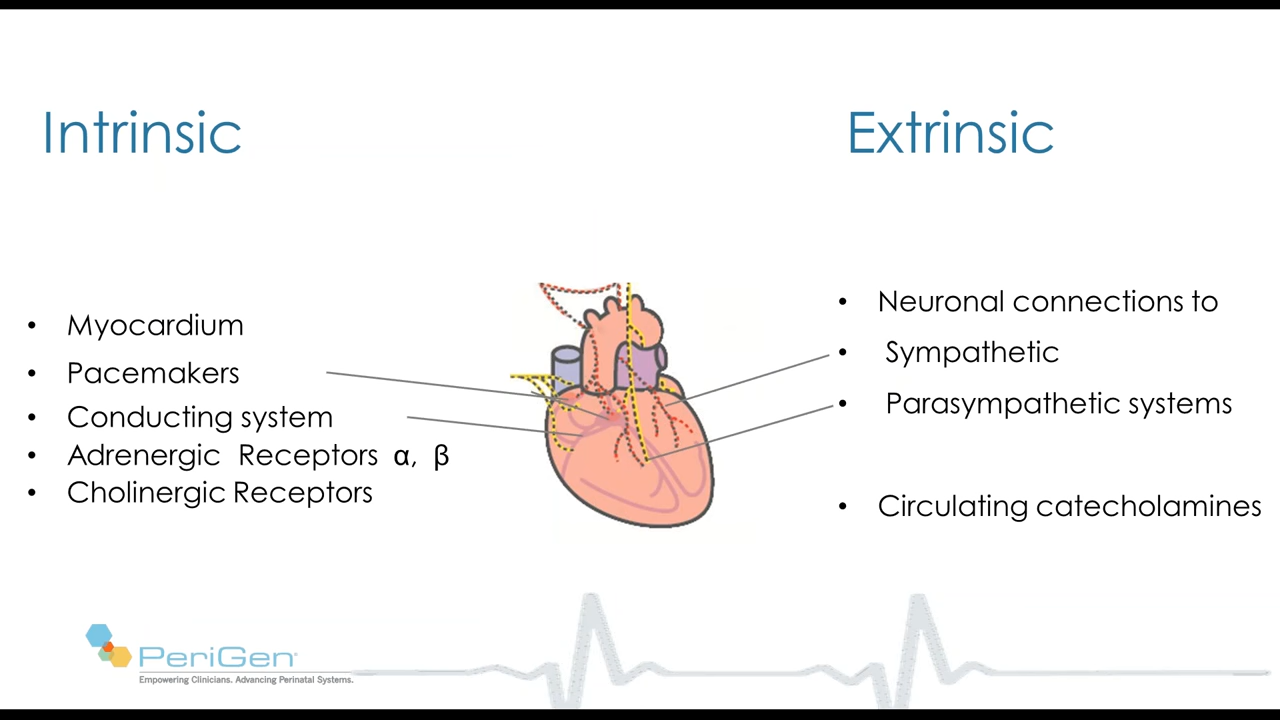 Intrinsic
• Myocardium
• Pacemakers
• Conducting system
• Adrenergic Receptors α, β
• Cholinergic Receptors
Extrinsic
• Neuronal connections to
• Sympathetic
• Parasympathetic systems
• Circulating catecholamines
PeriGen
Empowering Clinicians. Advancing Perinatal Systems.